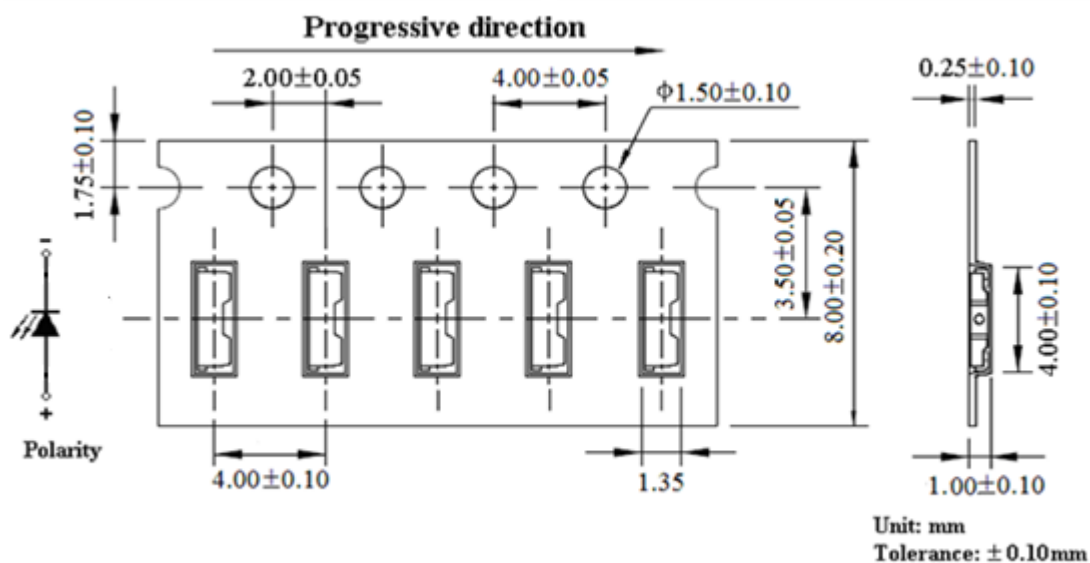 Progressive direction
2.00±0.05
4.00±0.05
0.25±0.10
ϕ1.50±0.10
1.75±0.10
3.50±0.05
8.00±0.20
4.00±0.10
-
+
Polarity
4.00±0.10
1.35
1.00±0.10
Unit: mm
Tolerance: ±0.10mm